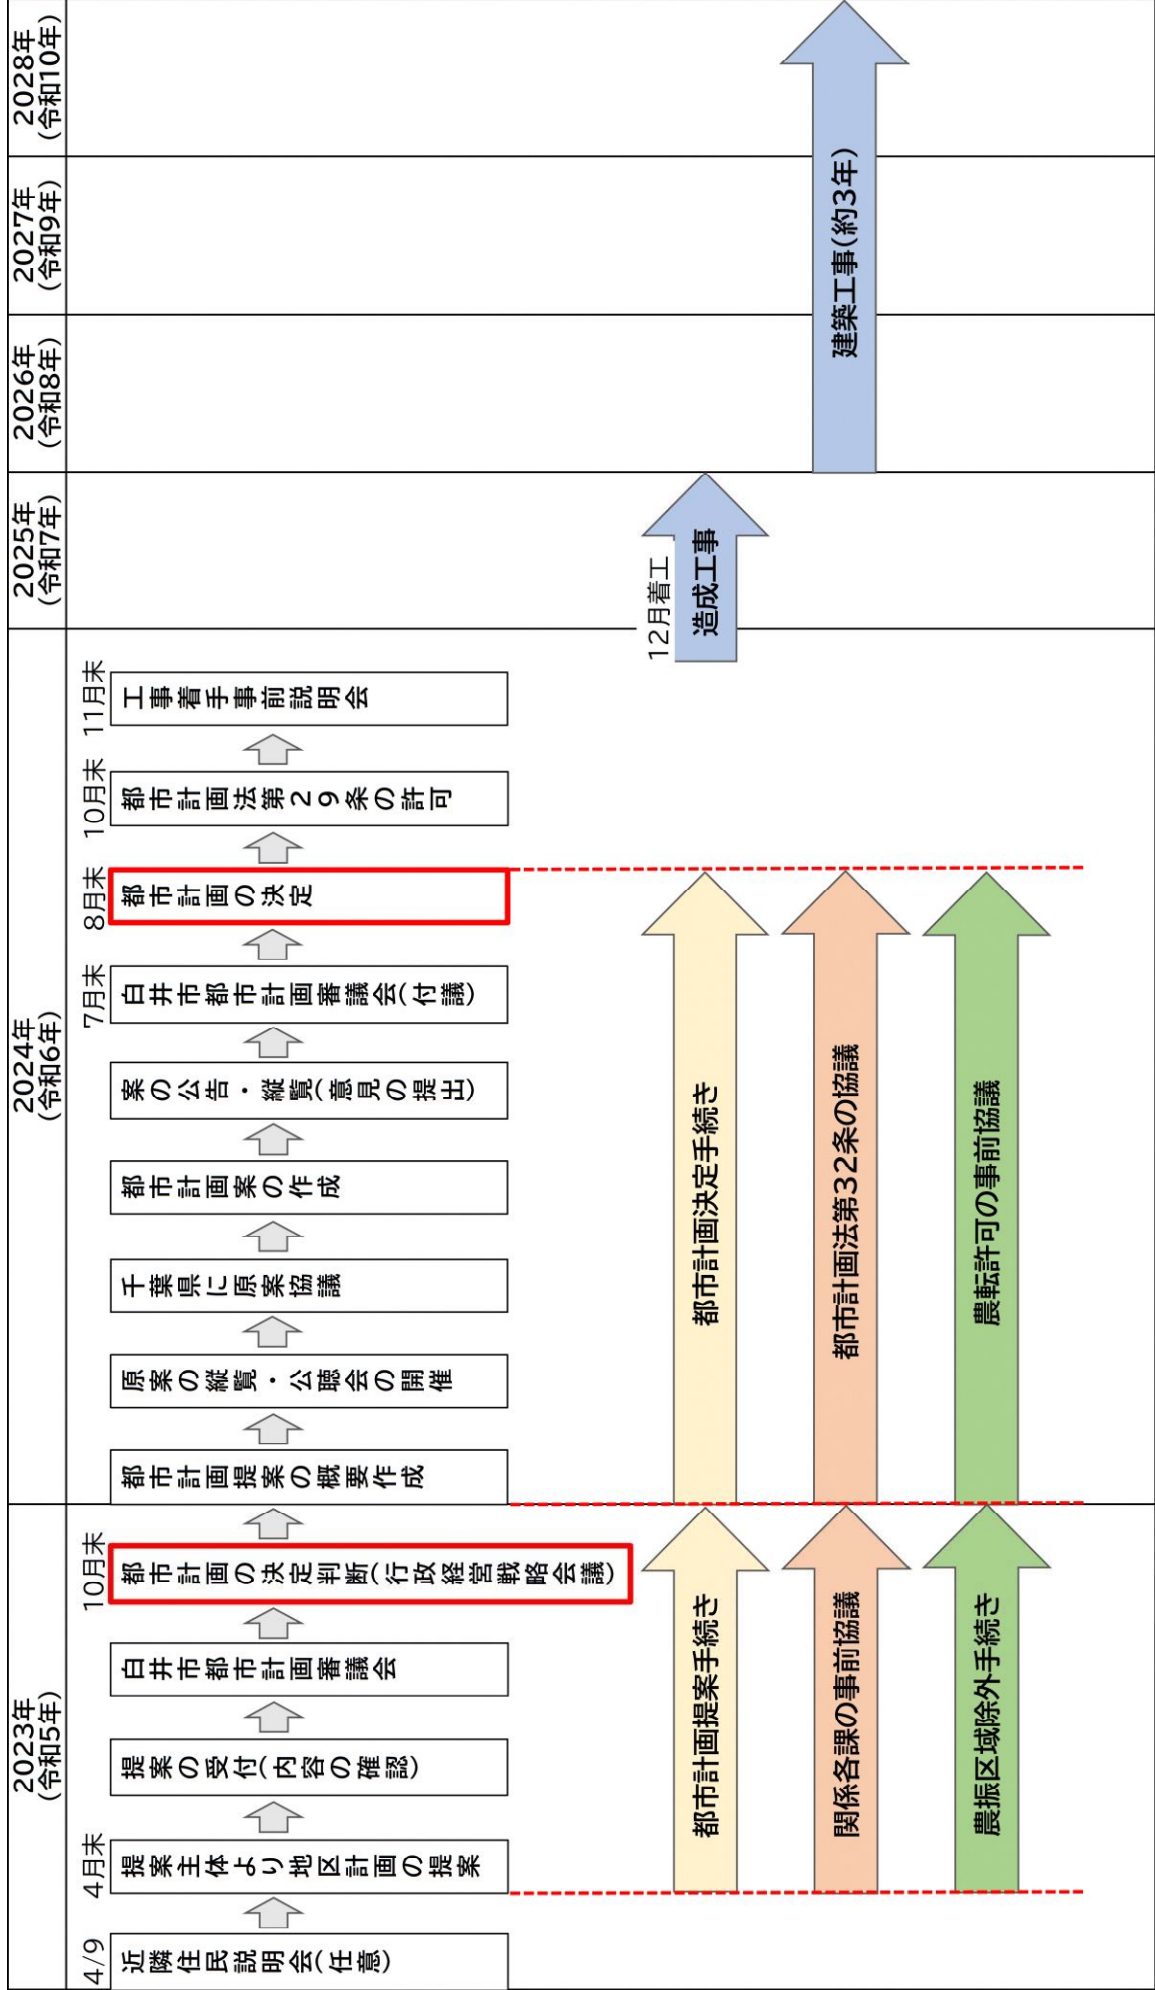 2023年
(令和5年)
2024年
(令和6年)
2025年
(令和7年)
2026年
(令和8年)
2027年
(令和9年)
2028年
(令和10年)
4/9
近隣住民説明会(任意)
4月末
提案主体より地区計画の提案
提案の受付(内容の確認)
白井市都市計画審議会
10月末
都市計画の決定判断(行政経営戦略会議)
都市計画提案の概要作成
原案の縦覧・公聴会の開催
千葉県に原案協議
都市計画案の作成
案の公告・縦覧(意見の提出)
7月末
白井市都市計画審議会(付議)
8月末
都市計画の決定
10月末
都市計画法第29条の許可
11月末
工事着手事前説明会
都市計画提案手続き
都市計画決定手続き
12月着工
造成工事
関係各課の事前協議
都市計画法第32条の協議
建築工事(約3年)
農振区域除外手続き
農転許可の事前協議